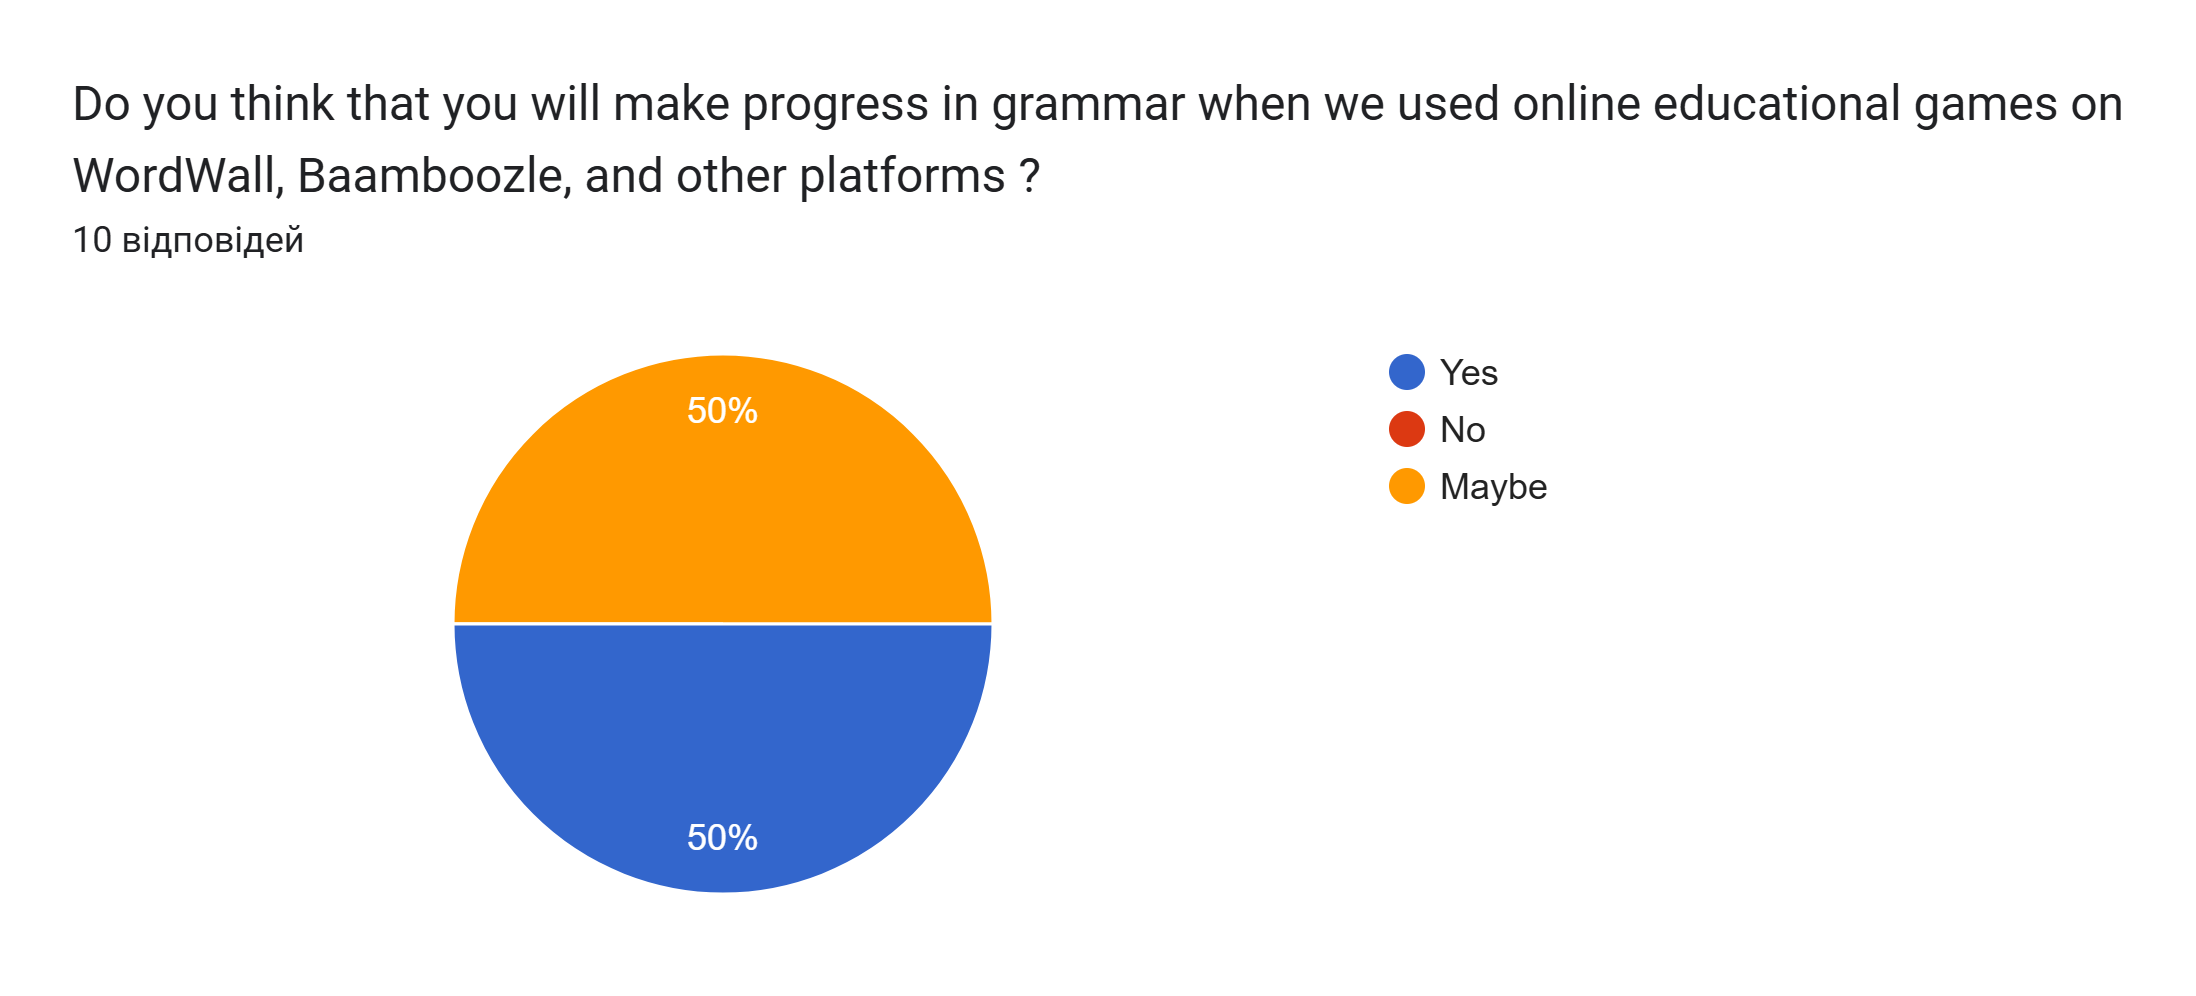 Do you think that you will make progress in grammar when we used online educational games on
WordWall, Baamboozle, and other platforms ?
10 відповідей
50%
50%
Yes
No
Maybe